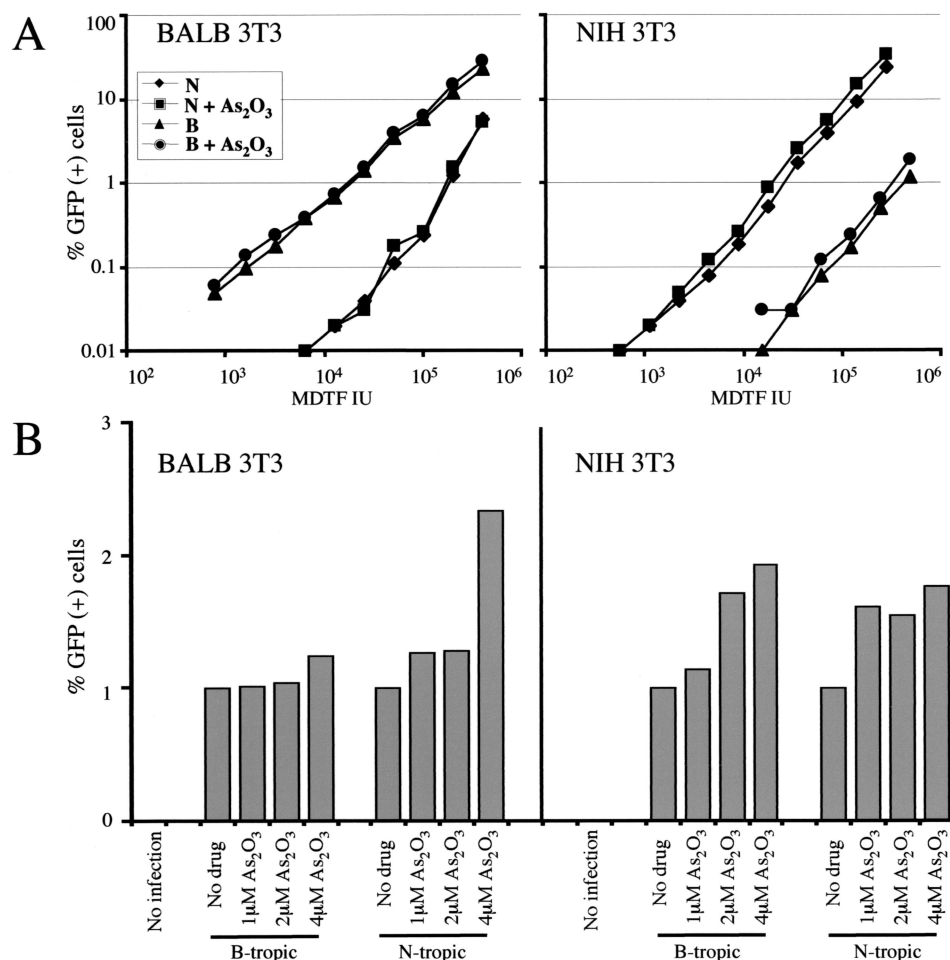 A
BALB 3T3
NIH 3T3
% GFP (+) cells
100
10
1
0.1
0.01
N
N + As₂O₃
B
B + As₂O₃
10² 10³ 10⁴ 10⁵ 10⁶
MDTF IU
10² 10³ 10⁴ 10⁵ 10⁶
MDTF IU
B
BALB 3T3
NIH 3T3
% GFP (+) cells
3
2
1
0
No infection
No drug
1µM As₂O₃
2µM As₂O₃
4µM As₂O₃
B-tropic
No drug
1µM As₂O₃
2µM As₂O₃
4µM As₂O₃
N-tropic
No infection
No drug
1µM As₂O₃
2µM As₂O₃
4µM As₂O₃
B-tropic
No drug
1µM As₂O₃
2µM As₂O₃
4µM As₂O₃
N-tropic